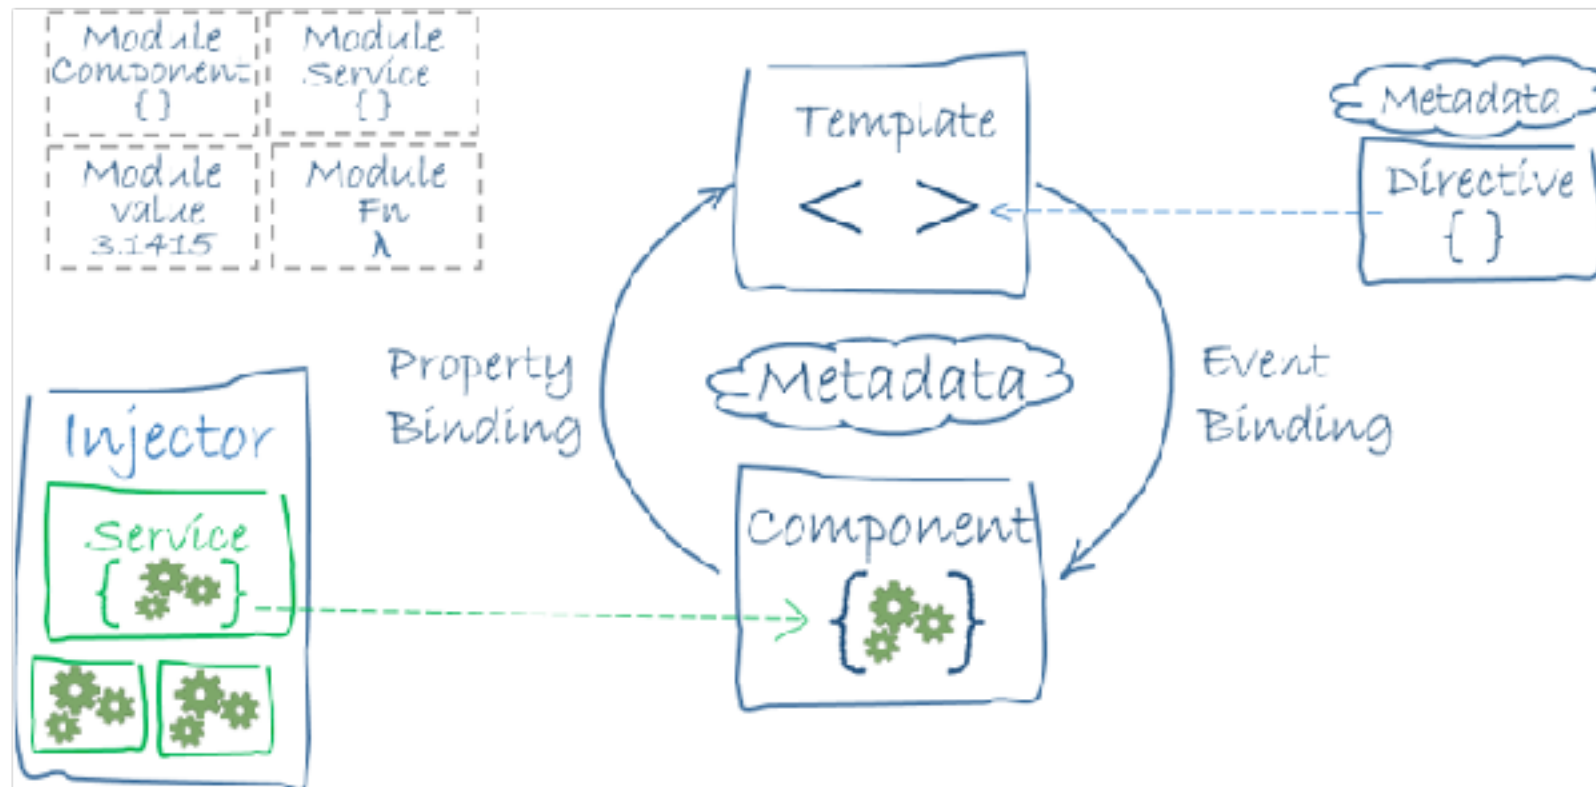 Module
Component
{ }
Module
Service
{ }
Module
value
3.1415
Module
Fn
λ
Template
< >
Metadata
Directive
{ }
Property
Binding
Metadata
Event
Binding
Injector
Service
{ }
Component
{ }